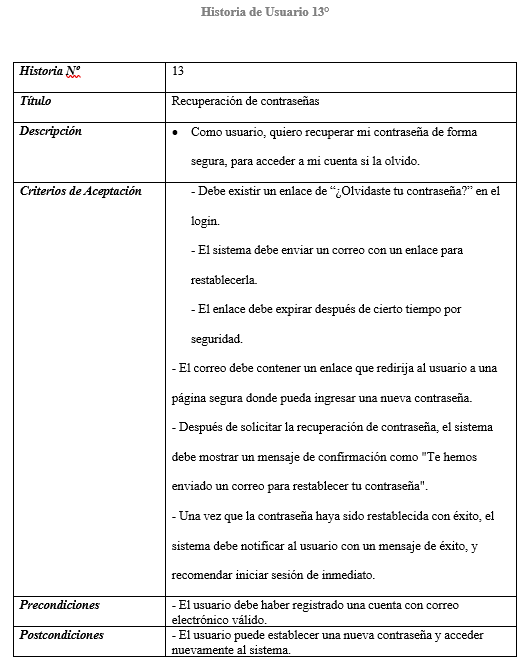 Historia de Usuario 13°
Historia Nº
13
Título
Recuperación de contraseñas
Descripción
• Como usuario, quiero recuperar mi contraseña de forma
segura, para acceder a mi cuenta si la olvido.
Criterios de Aceptación
- Debe existir un enlace de “¿Olvidaste tu contraseña?” en el
login.
- El sistema debe enviar un correo con un enlace para
restablecerla.
- El enlace debe expirar después de cierto tiempo por
seguridad.
- El correo debe contener un enlace que redirija al usuario a una
página segura donde pueda ingresar una nueva contraseña.
- Después de solicitar la recuperación de contraseña, el sistema
debe mostrar un mensaje de confirmación como "Te hemos
enviado un correo para restablecer tu contraseña".
- Una vez que la contraseña haya sido restablecida con éxito, el
sistema debe notificar al usuario con un mensaje de éxito, y
recomendar iniciar sesión de inmediato.
Precondiciones
- El usuario debe haber registrado una cuenta con correo
electrónico válido.
Postcondiciones
- El usuario puede establecer una nueva contraseña y acceder
nuevamente al sistema.